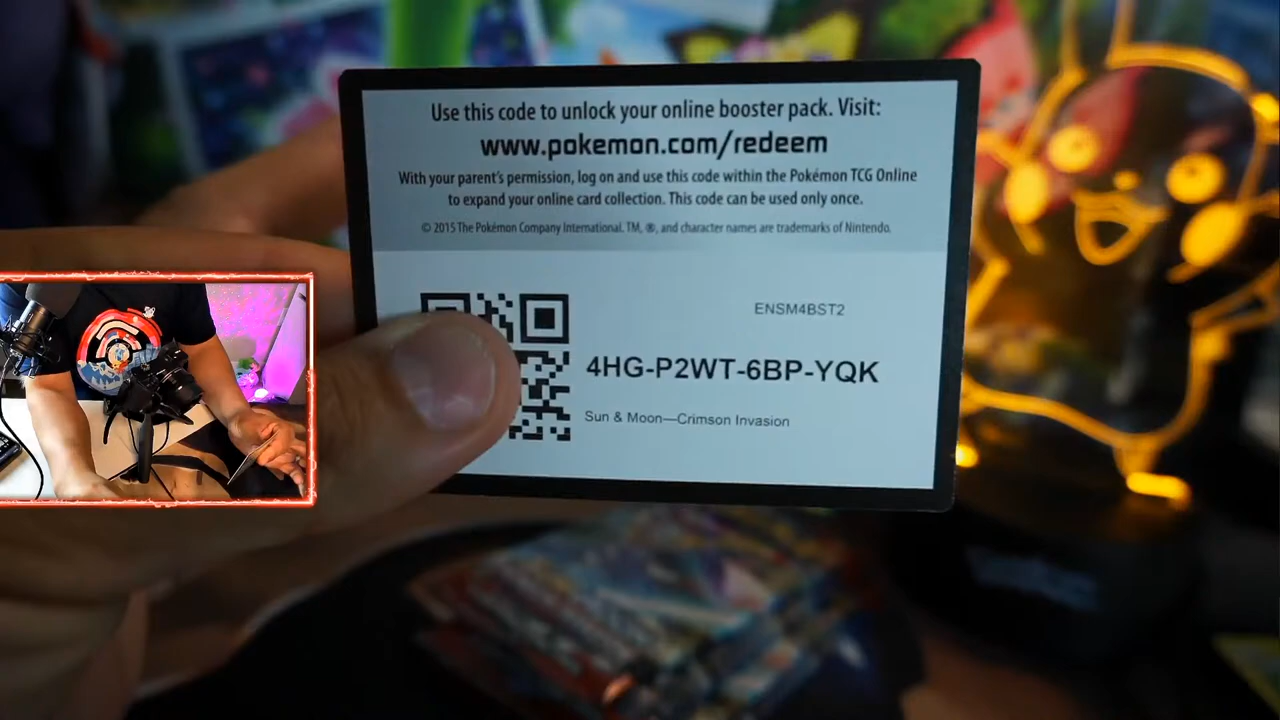 Use this code to unlock your online booster pack. Visit:
www.pokemon.com/redeem
With your parent's permission, log on and use this code within the Pokémon TCG Online
to expand your online card collection. This code can be used only once.
© 2015 The Pokémon Company International. TM, ®, and character names are trademarks of Nintendo.
ENSM4BST2
4HG-P2WT-6BP-YQK
Sun & Moon—Crimson Invasion